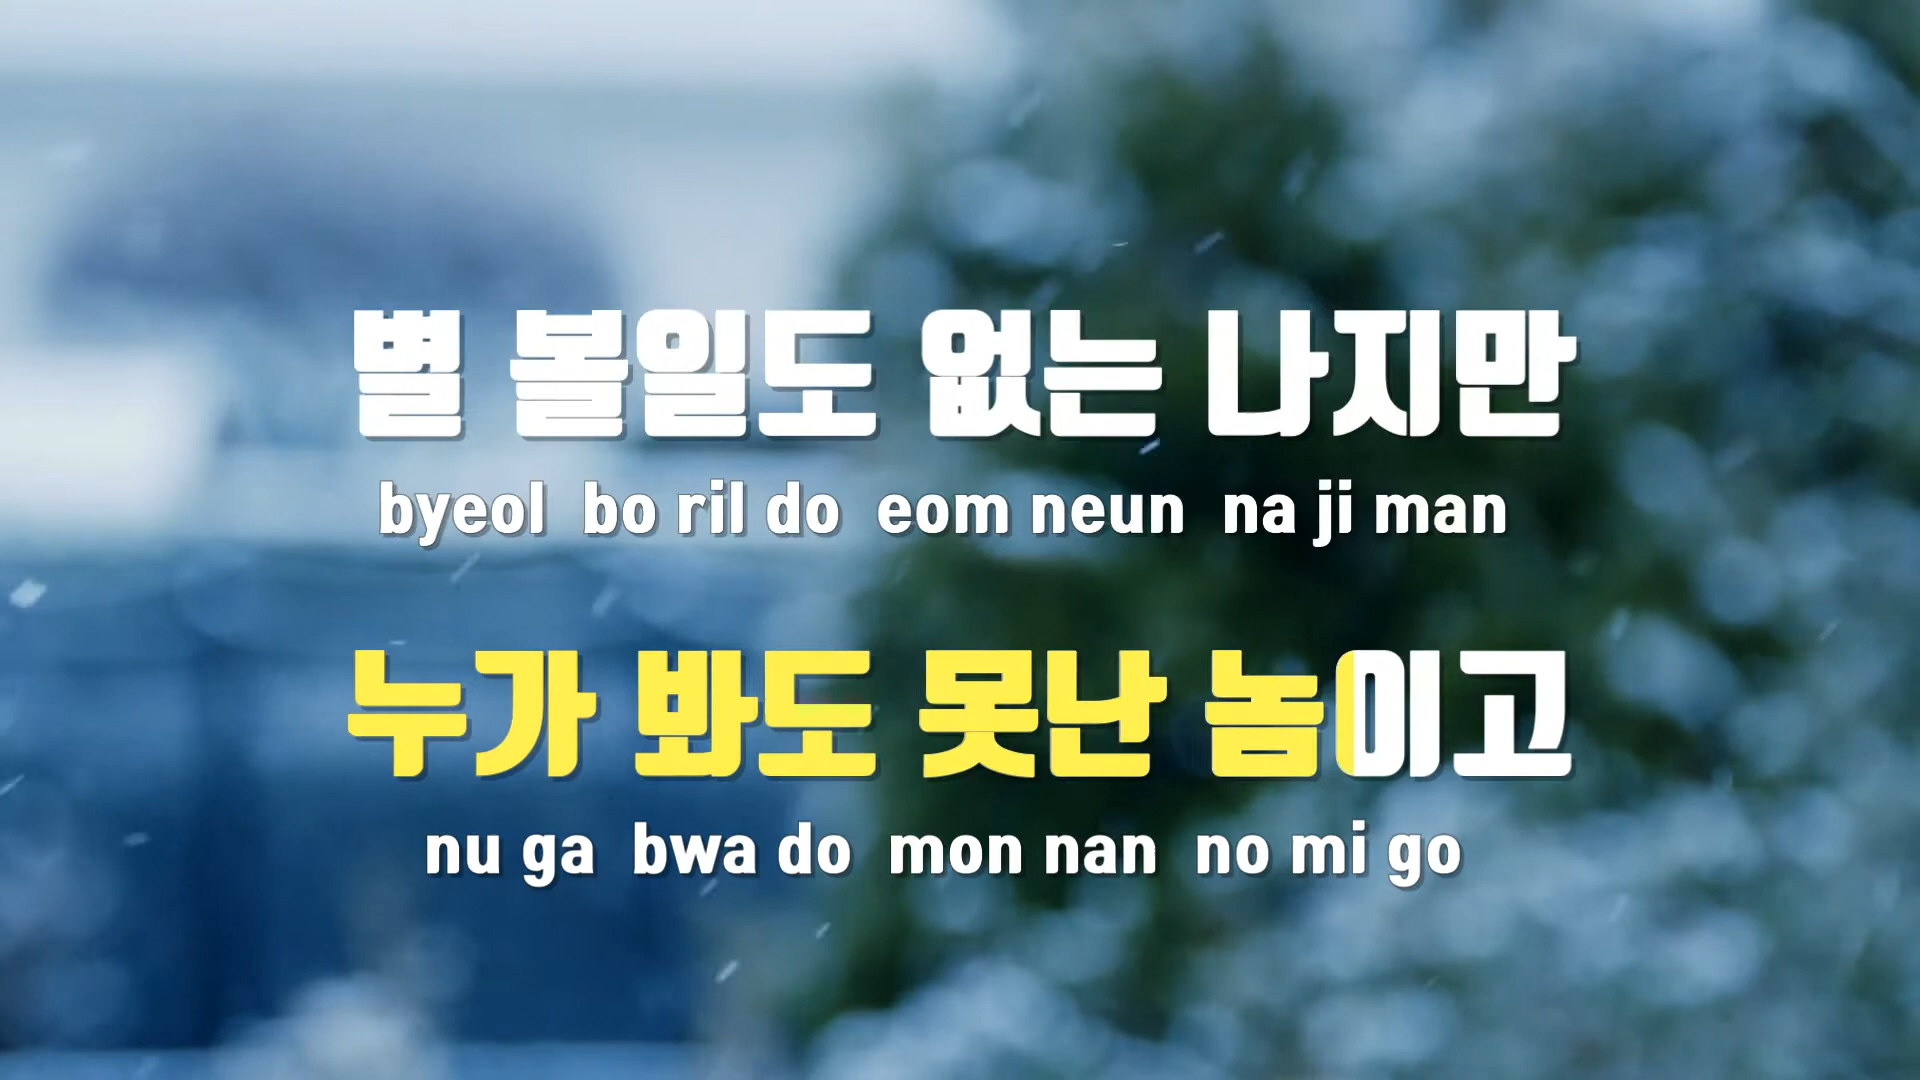 별 볼일도 없는 나지만
byeol bo ril do eom neun na ji man
누가 봐도 못난 놈이고
nu ga bwa do mon nan no mi go